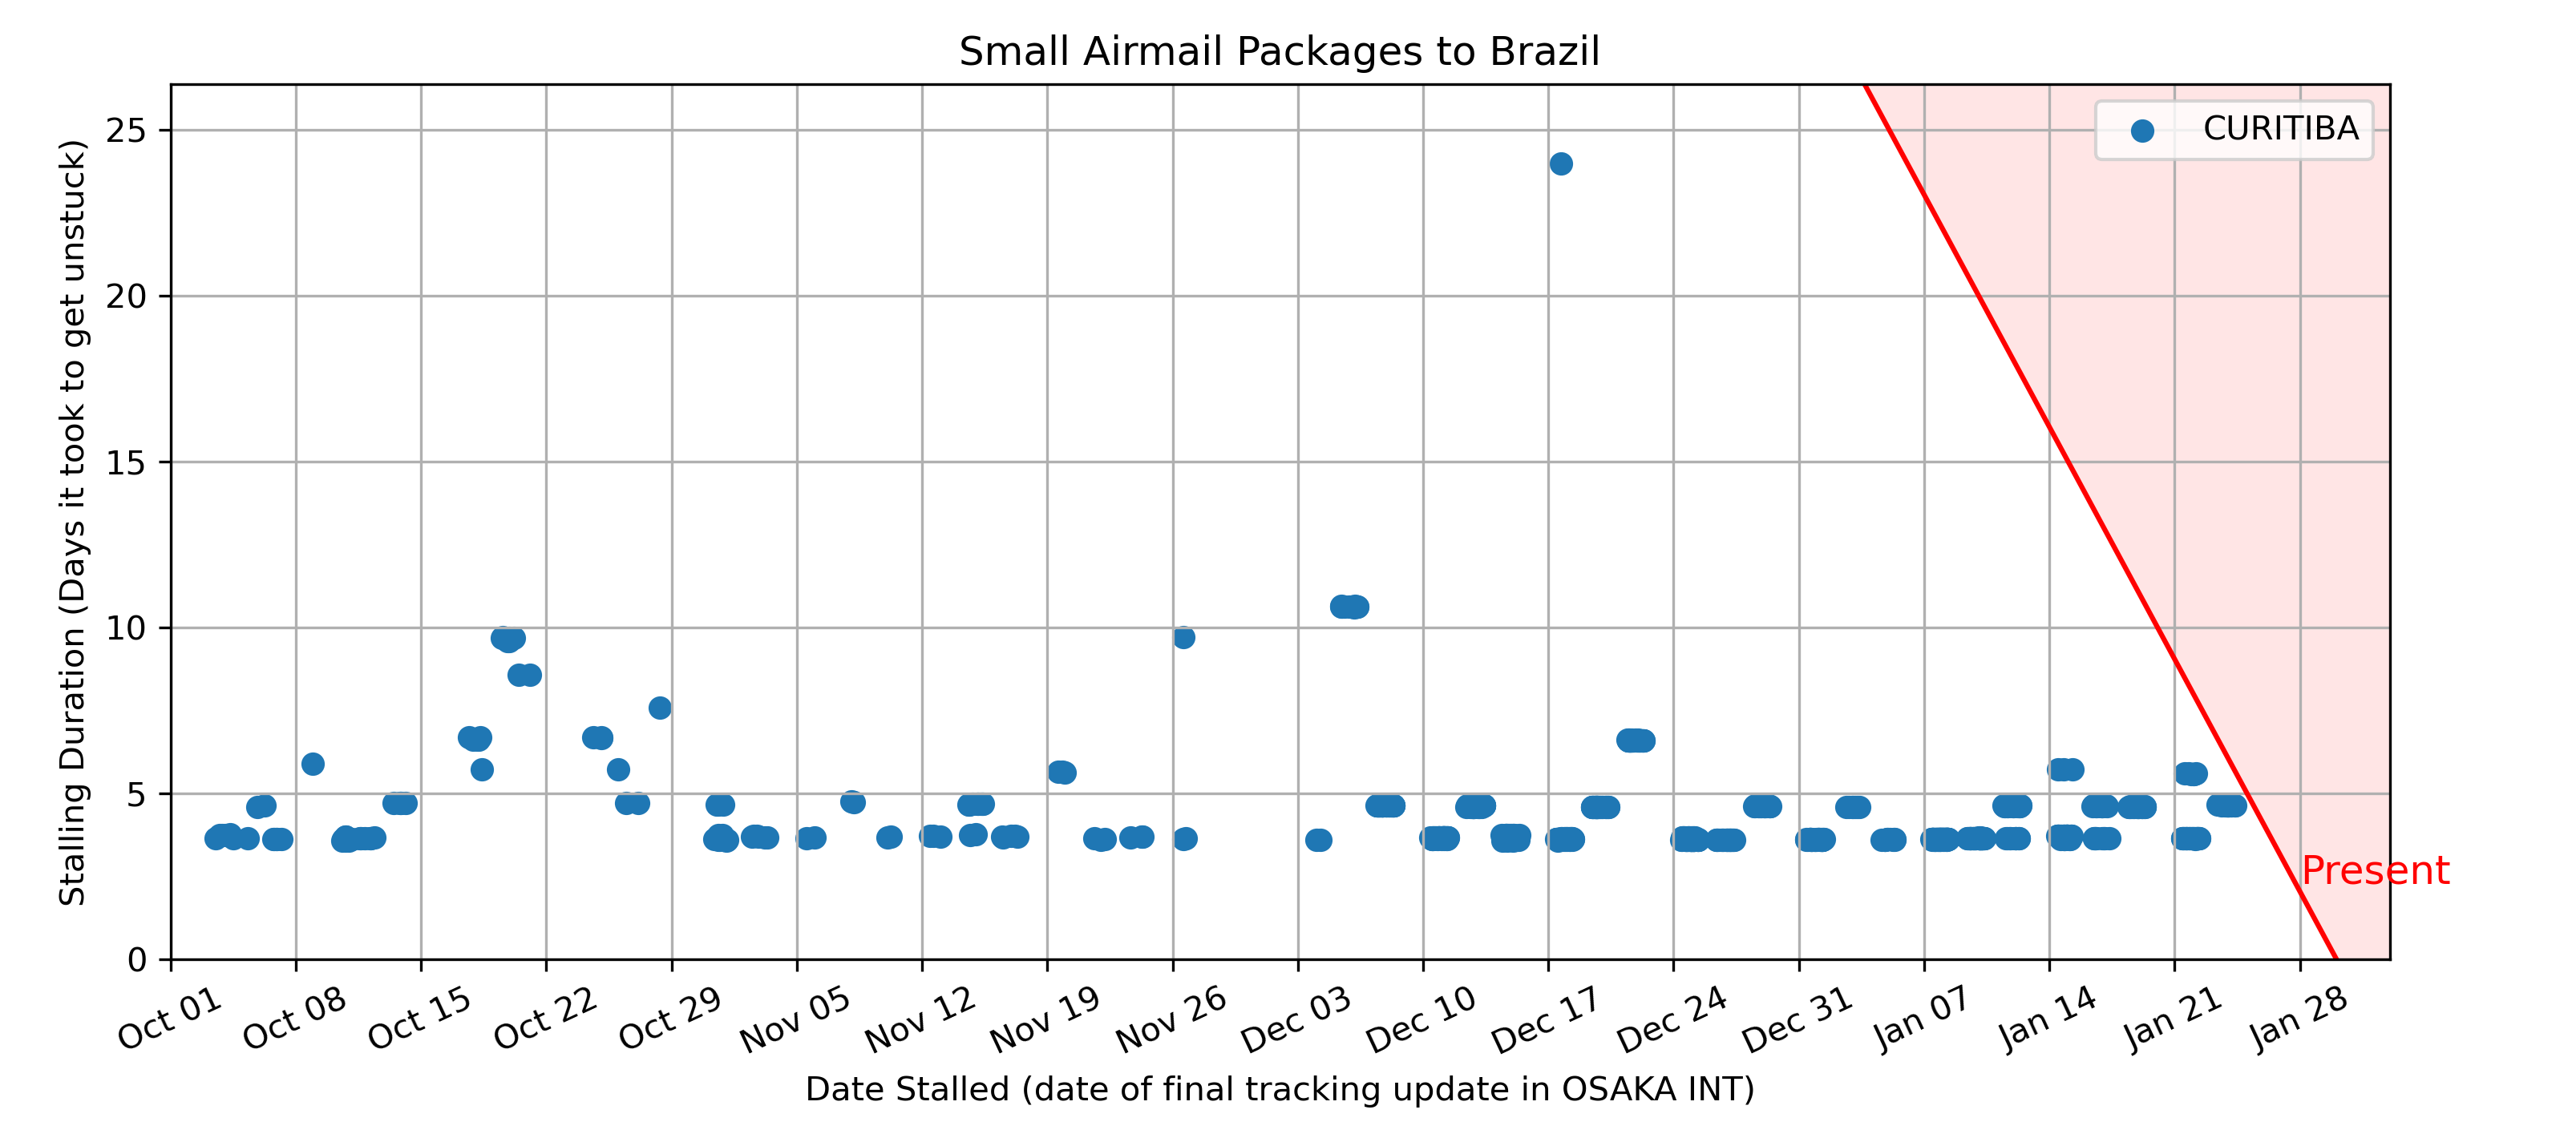 Small Airmail Packages to Brazil
CURITIBA
Stalling Duration (Days it took to get unstuck)
25
20
15
10
5
0
Present
Oct 01
Oct 08
Oct 15
Oct 22
Oct 29
Nov 05
Nov 12
Nov 19
Nov 26
Dec 03
Dec 10
Dec 17
Dec 24
Dec 31
Jan 07
Jan 14
Jan 21
Jan 28
Date Stalled (date of final tracking update in OSAKA INT)